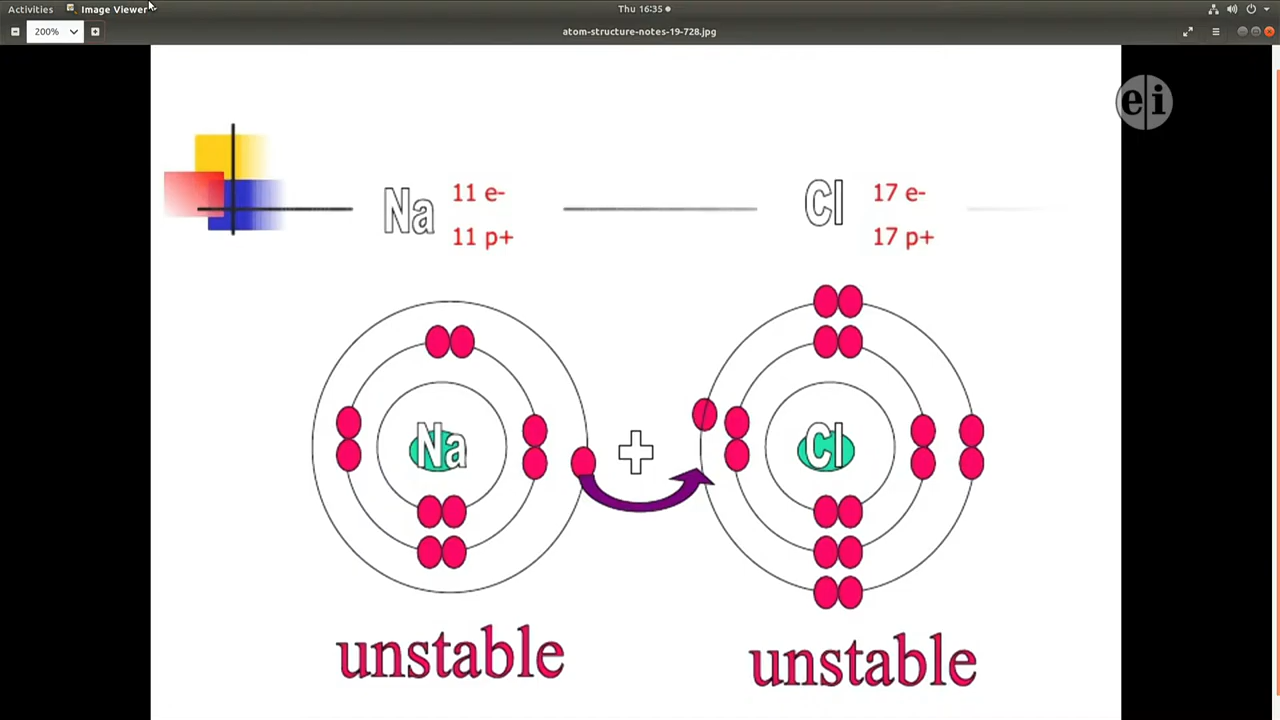 Activities Image Viewer Thu 16:35
200% atom-structure-notes-19-728.jpg
ei
Na 11 e- Cl 17 e-
11 p+ 17 p+
Na + Cl
unstable unstable